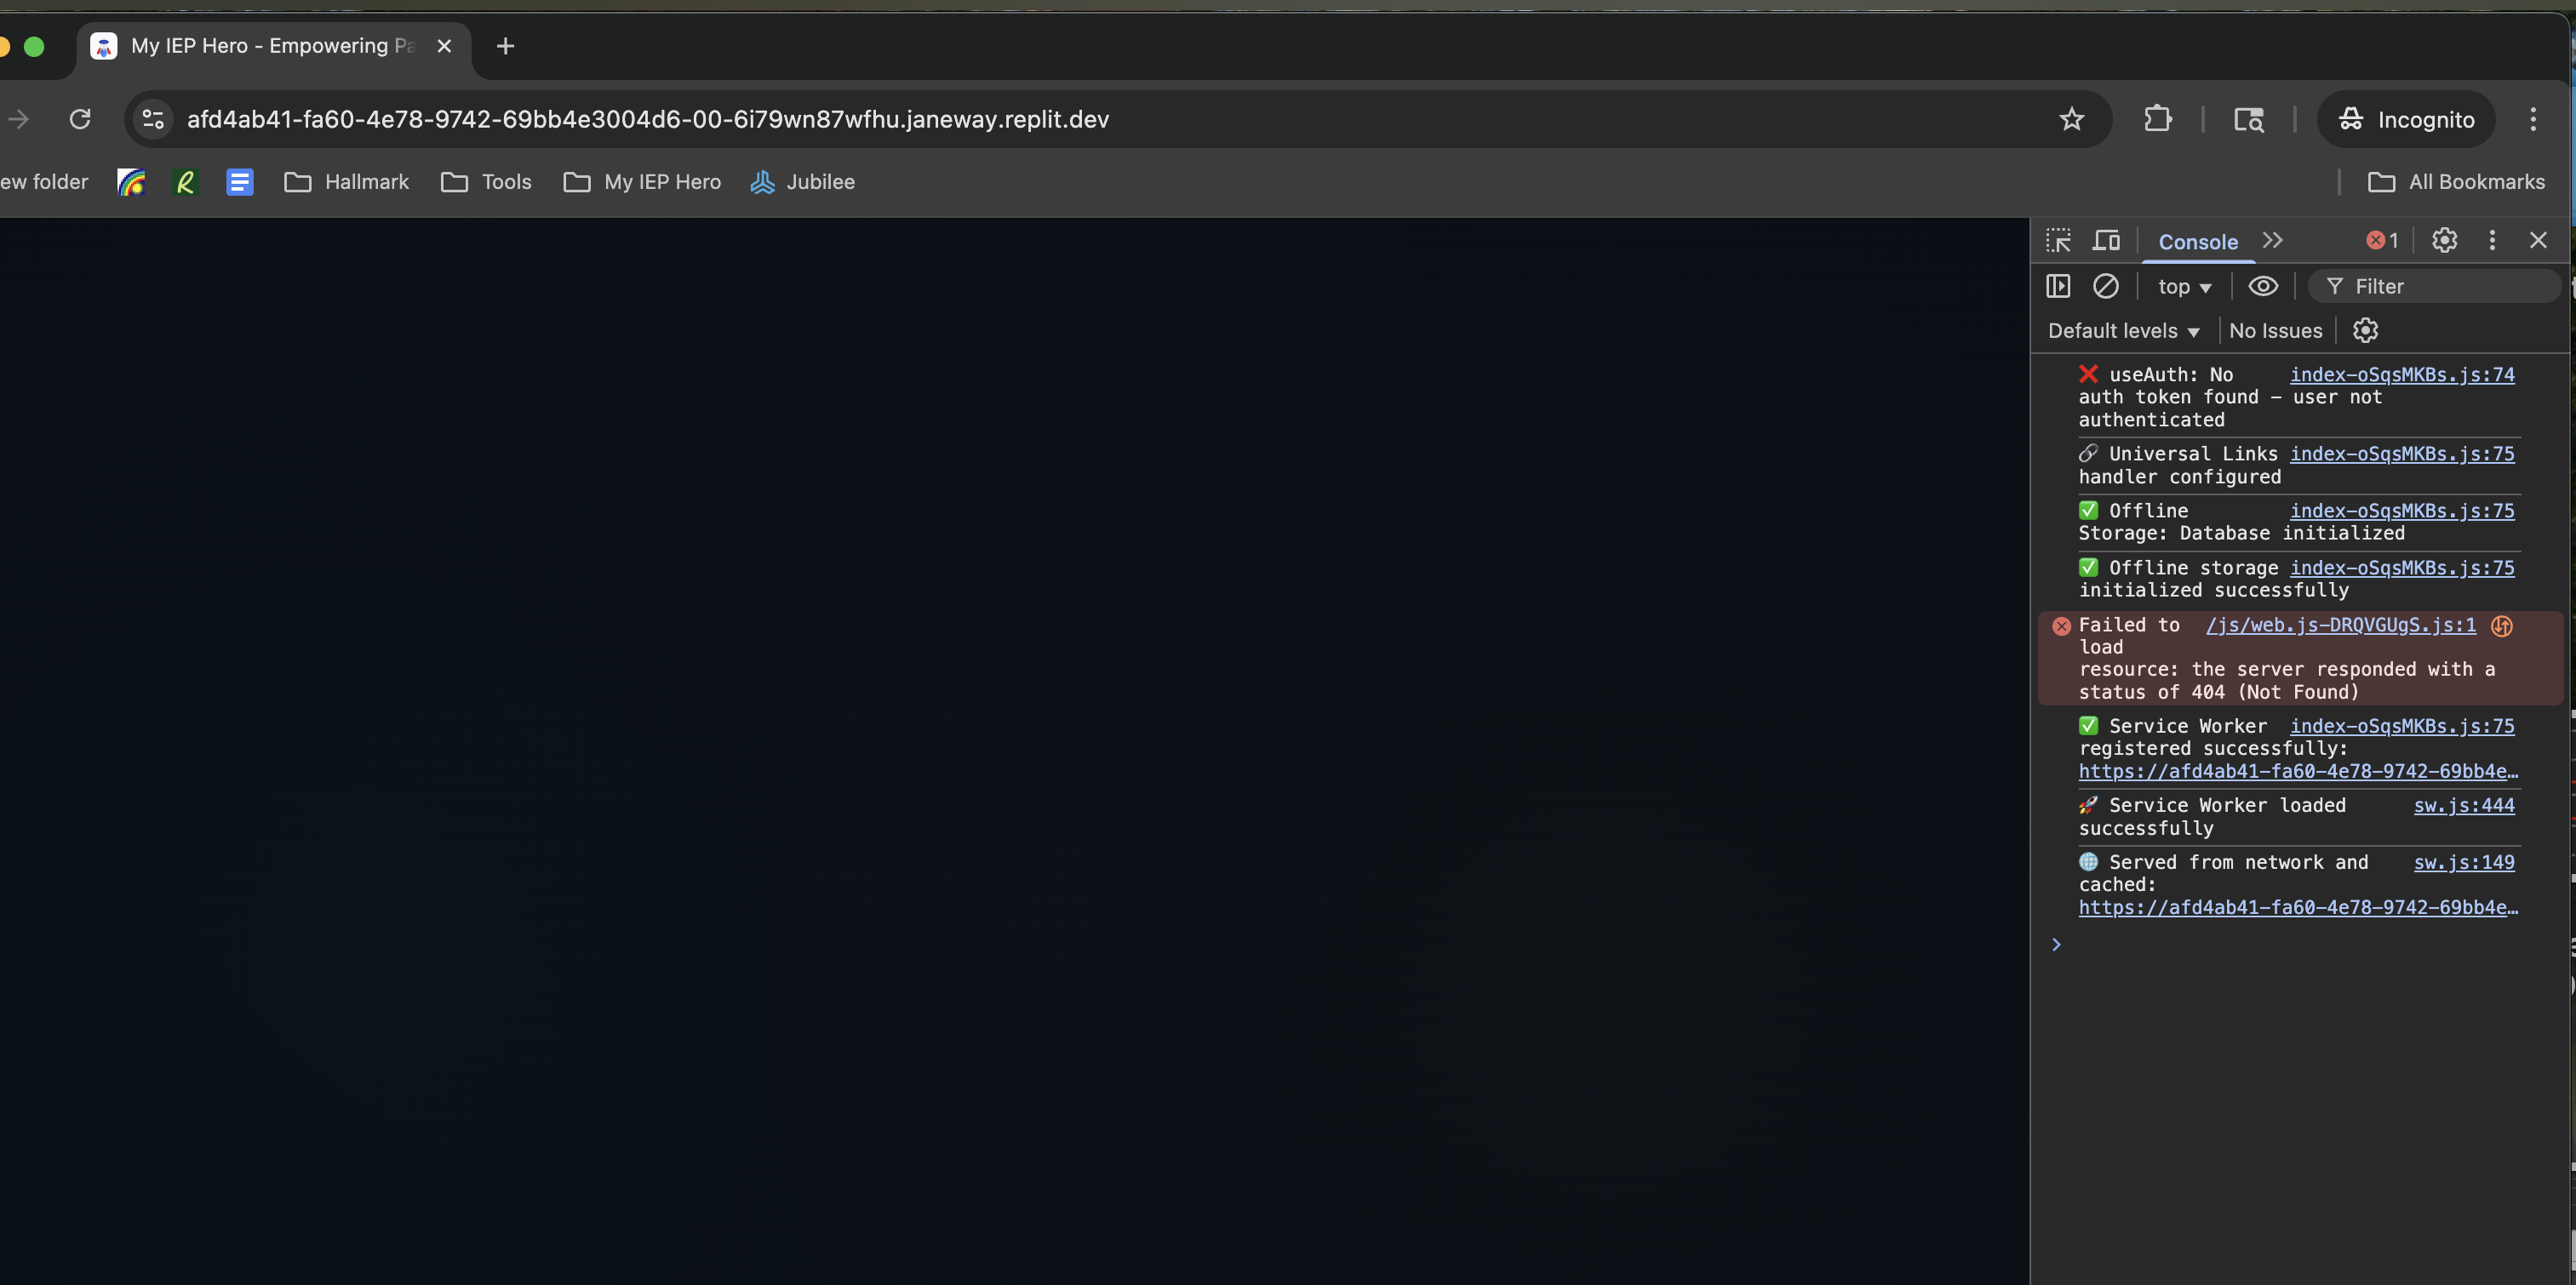 My IEP Hero - Empowering Pa
afd4ab41-fa60-4e78-9742-69bb4e3004d6-00-6i79wn87wfhu.janeway.replit.dev
Incognito
ew folder
R
Hallmark
Tools
My IEP Hero
Jubilee
All Bookmarks
Console
1
top
Filter
Default levels
No Issues
❌ useAuth: No index-oSqsMKBs.js:74
auth token found – user not
authenticated
🔗 Universal Links index-oSqsMKBs.js:75
handler configured
✅ Offline index-oSqsMKBs.js:75
Storage: Database initialized
✅ Offline storage index-oSqsMKBs.js:75
initialized successfully
Failed to /js/web.js-DRQVGUgS.js:1
load
resource: the server responded with a
status of 404 (Not Found)
✅ Service Worker index-oSqsMKBs.js:75
registered successfully:
https://afd4ab41-fa60-4e78-9742-69bb4e…
🚀 Service Worker loaded sw.js:444
successfully
🌐 Served from network and sw.js:149
cached:
https://afd4ab41-fa60-4e78-9742-69bb4e…